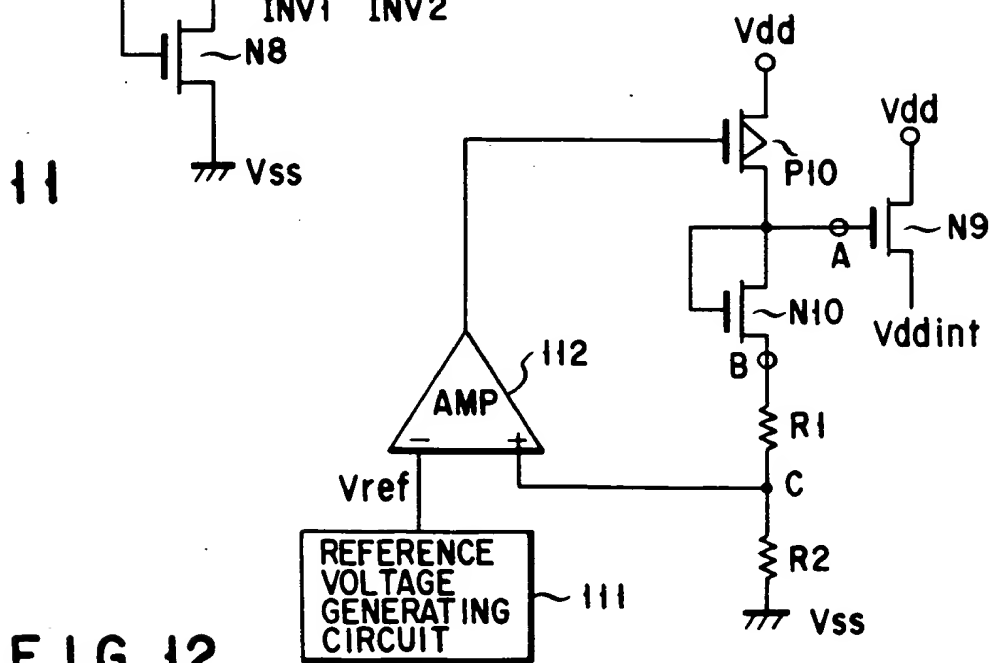 INV1 INV2
N8
Vss
11
Vdd
P10
Vdd
N9
A
N10
Vddint
B
112
AMP
- +
R1
Vref
C
REFERENCE
VOLTAGE
GENERATING
CIRCUIT
111
R2
Vss
FIG. 12